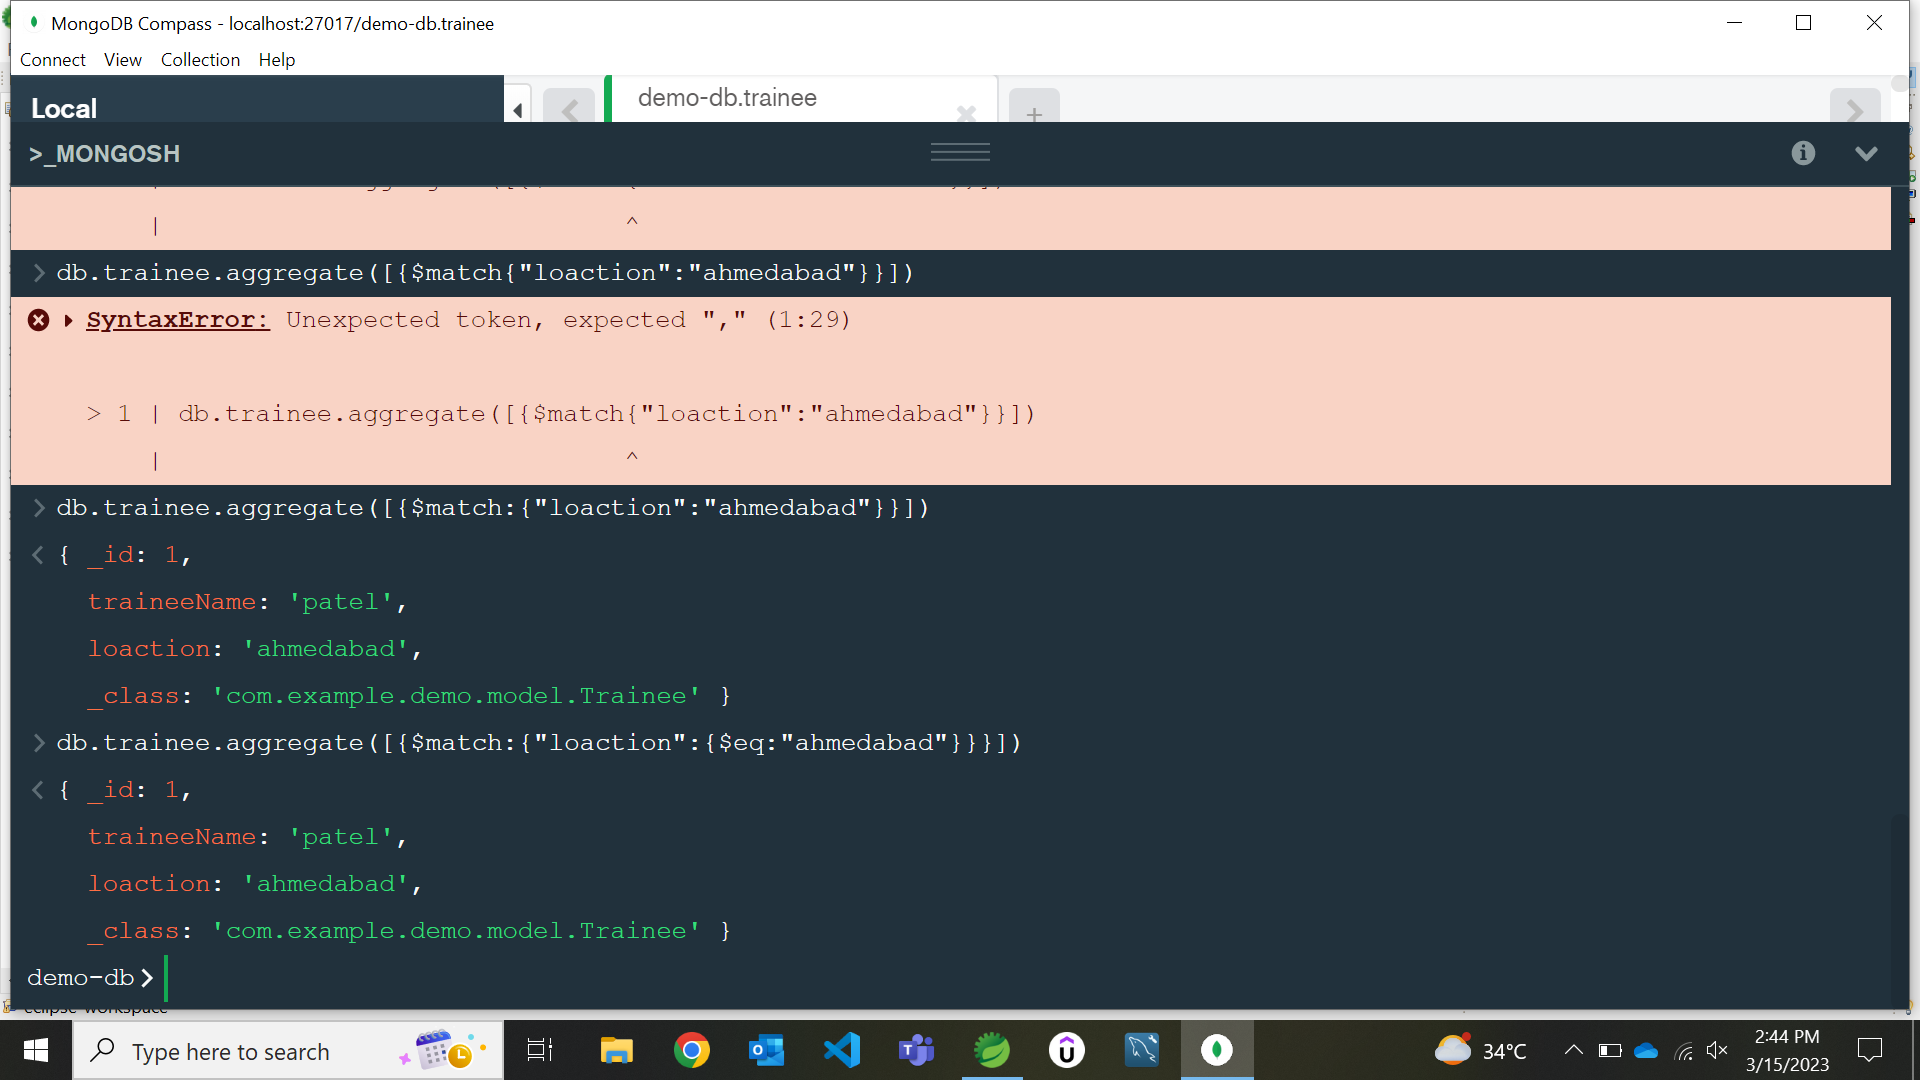 MongoDB Compass - localhost:27017/demo-db.trainee
Connect View Collection Help
Local
demo-db.trainee
>_MONGOSH
| ^
db.trainee.aggregate([{$match{"loaction":"ahmedabad"}}])
SyntaxError: Unexpected token, expected "," (1:29)
> 1 | db.trainee.aggregate([{$match{"loaction":"ahmedabad"}}])
| ^
db.trainee.aggregate([{$match:{"loaction":"ahmedabad"}}])
{ _id: 1,
traineeName: 'patel',
loaction: 'ahmedabad',
_class: 'com.example.demo.model.Trainee' }
db.trainee.aggregate([{$match:{"loaction":{$eq:"ahmedabad"}}}])
{ _id: 1,
traineeName: 'patel',
loaction: 'ahmedabad',
_class: 'com.example.demo.model.Trainee' }
demo-db>
eclipse-workspace
Type here to search
34°C
2:44 PM
3/15/2023